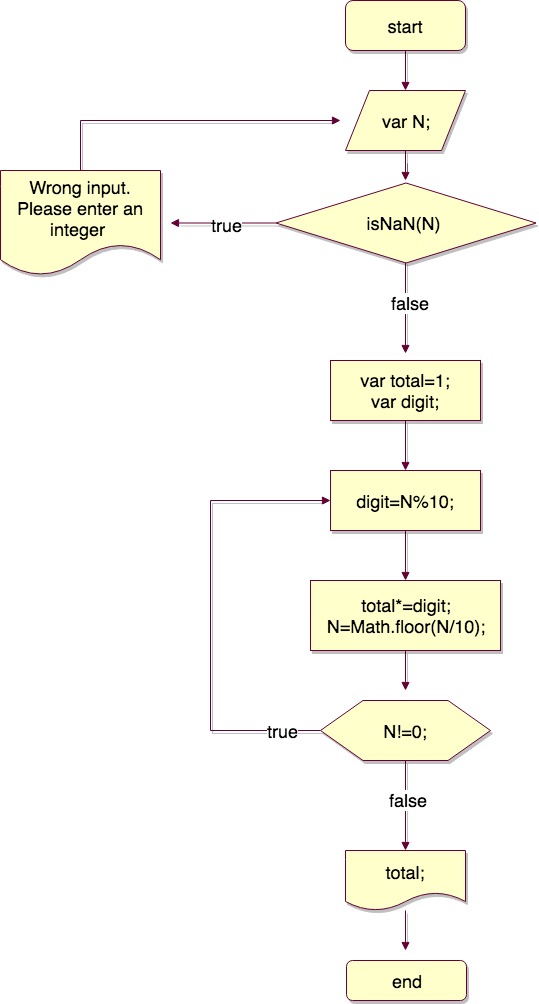 start
var N;
Wrong input.
Please enter an
integer
true
isNaN(N)
false
var total=1;
var digit;
digit=N%10;
total*=digit;
N=Math.floor(N/10);
true
N!=0;
false
total;
end